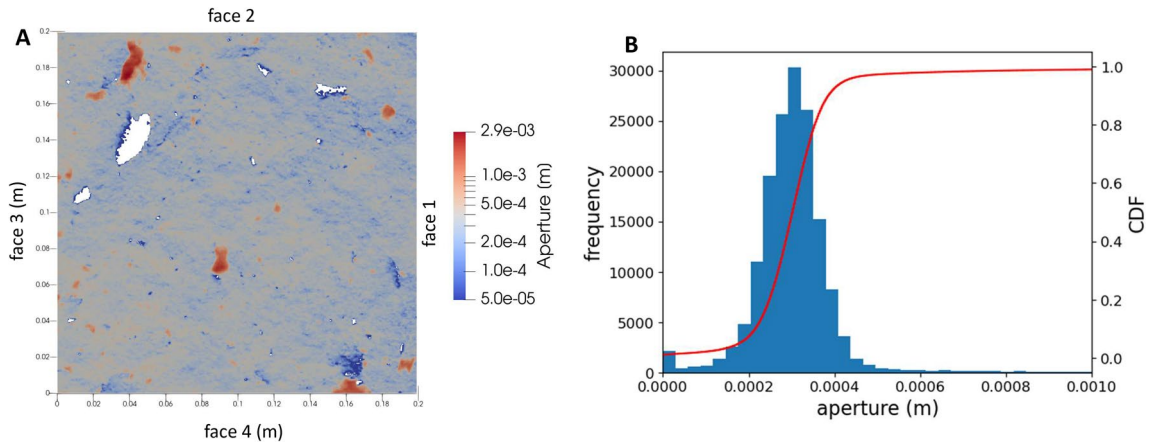 face 2
A
B
0.2
0.18
0.16
0.14
0.12
0.1
0.08
0.06
0.04
0.02
0
face 3 (m)
0
0.02
0.04
0.06
0.08
0.1
0.12
0.14
0.16
0.18
0.2
face 4 (m)
face 1
2.9e-03
1.0e-3
5.0e-4
2.0e-4
1.0e-4
5.0e-05
Aperture (m)
30000
25000
20000
15000
10000
5000
0
frequency
0.0000
0.0002
0.0004
0.0006
0.0008
0.0010
aperture (m)
1.0
0.8
0.6
0.4
0.2
0.0
CDF